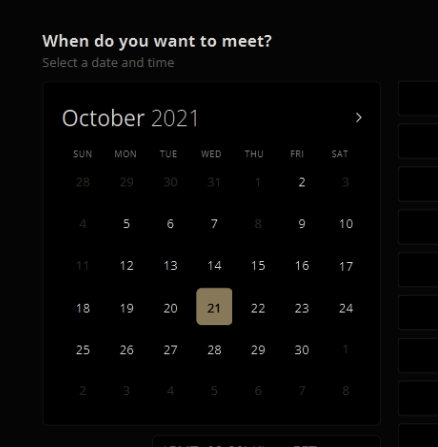 When do you want to meet?
Select a date and time
October 2021
SUN MON TUE WED THU FRI SAT
28 29 30 31 1 2 3
4 5 6 7 8 9 10
11 12 13 14 15 16 17
18 19 20 21 22 23 24
25 26 27 28 29 30 1
2 3 4 5 6 7 8